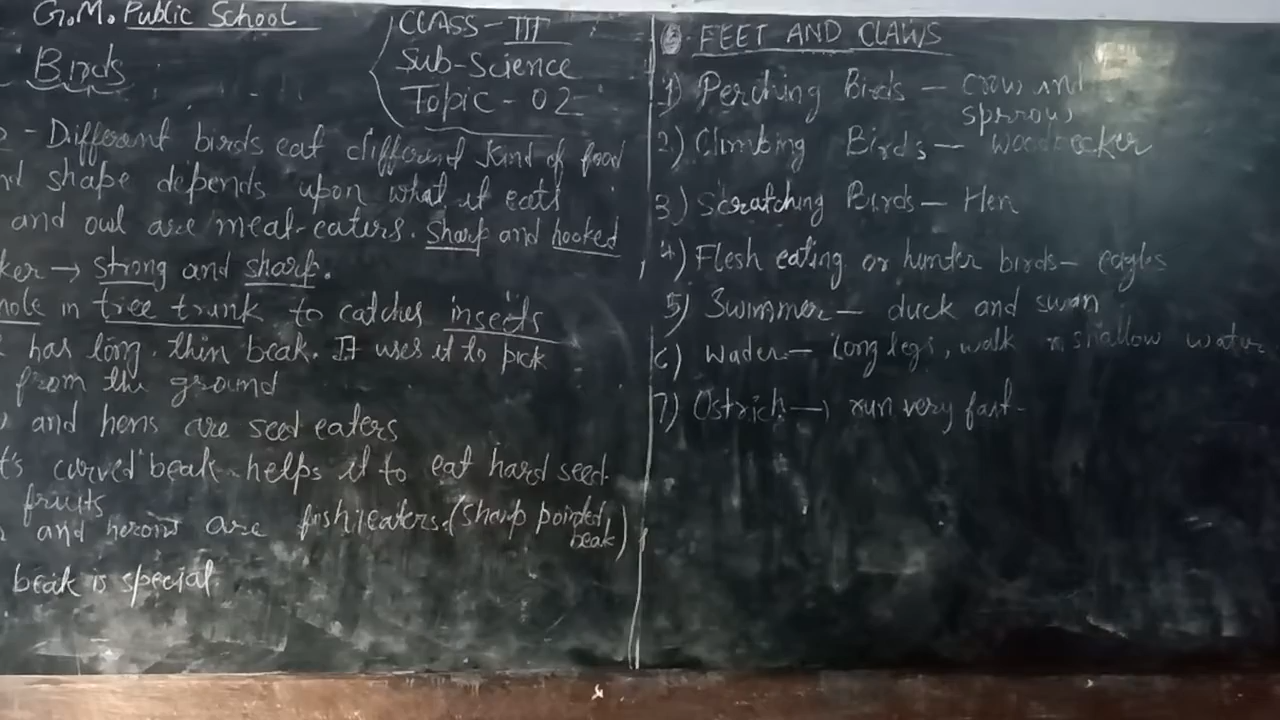 G.M. Public School
Birds
CLASS - III
Sub-Science
Topic - 02
- Different birds eat different kind of food
nd shape depends upon what it eats
and owl are meat-eaters. Sharp and hooked
ker → strong and sharp.
hole in tree trunk to catches insects
has long, thin beak. It uses it to pick
from the ground
and hens are seed eaters
t's curved beak helps it to eat hard seed
fruits
and herons are fish eaters. (sharp pointed
beak)
beak is special
FEET AND CLAWS
1) Perching Birds - crow and
sprrow
2) Climbing Birds - woodpecker
3) Scratching Birds - Hen
4) Flesh eating or hunter birds - eagles
5) Swimmer - duck and swan
6) Wader - long legs, walk in shallow water
7) Ostrich → run very fast-